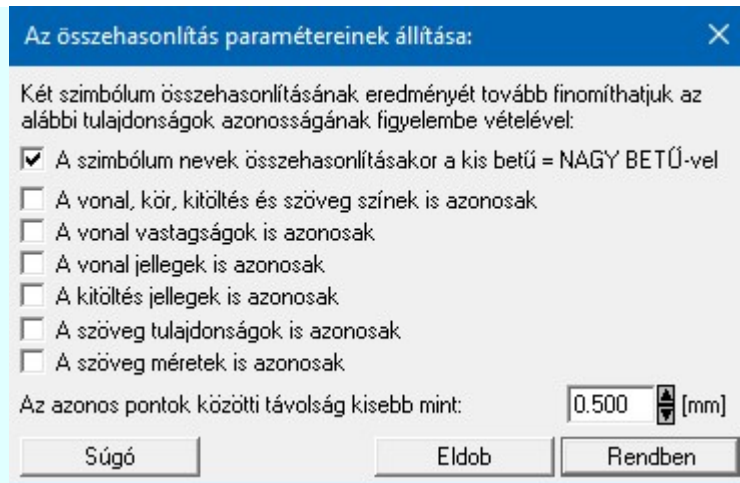 Az összehasonlítás paramétereinek állítása:
Két szimbólum összehasonlításának eredményét tovább finomíthatjuk az
alábbi tulajdonságok azonosságának figyelembe vételével:
A szimbólum nevek összehasonlításakor a kis betű = NAGY BETŰ-vel
A vonal, kör, kitöltés és szöveg színek is azonosak
A vonal vastagságok is azonosak
A vonal jellegek is azonosak
A kitöltés jellegek is azonosak
A szöveg tulajdonságok is azonosak
A szöveg méretek is azonosak
Az azonos pontok közötti távolság kisebb mint: 0.500 [mm]
Súgó Eldob Rendben